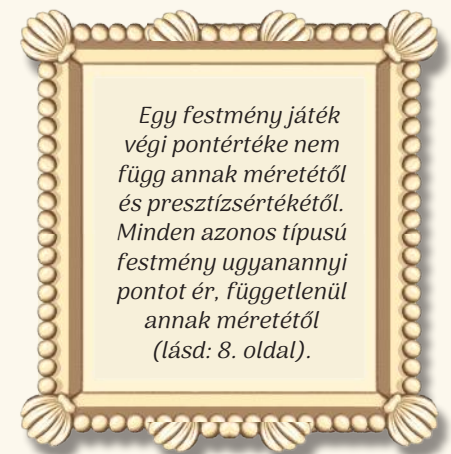 Egy festmény játék
végi pontértéke nem
függ annak méretétől
és presztízsértékétől.
Minden azonos típusú
festmény ugyanannyi
pontot ér, függetlenül
annak méretétől
(lásd: 8. oldal).